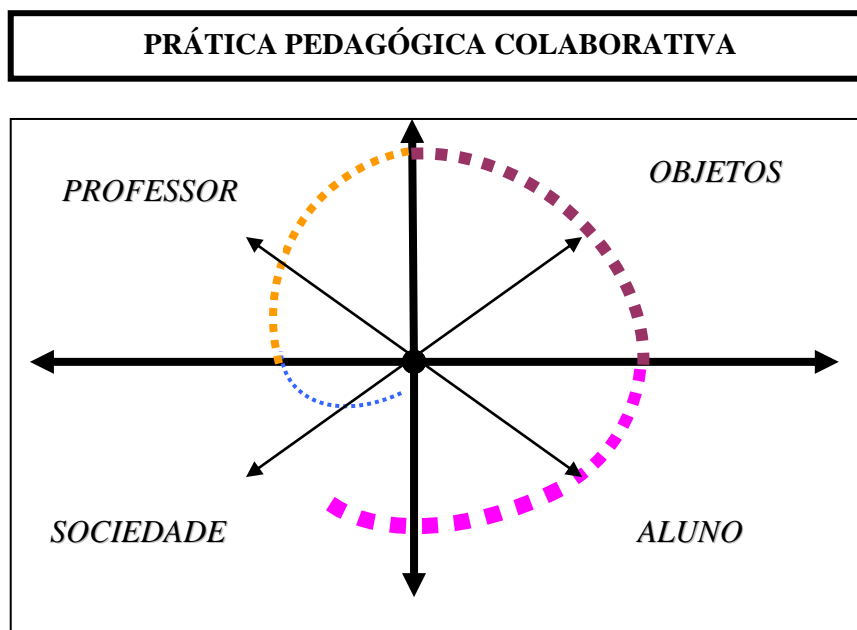 PRÁTICA PEDAGÓGICA COLABORATIVA
PROFESSOR
OBJETOS
SOCIEDADE
ALUNO